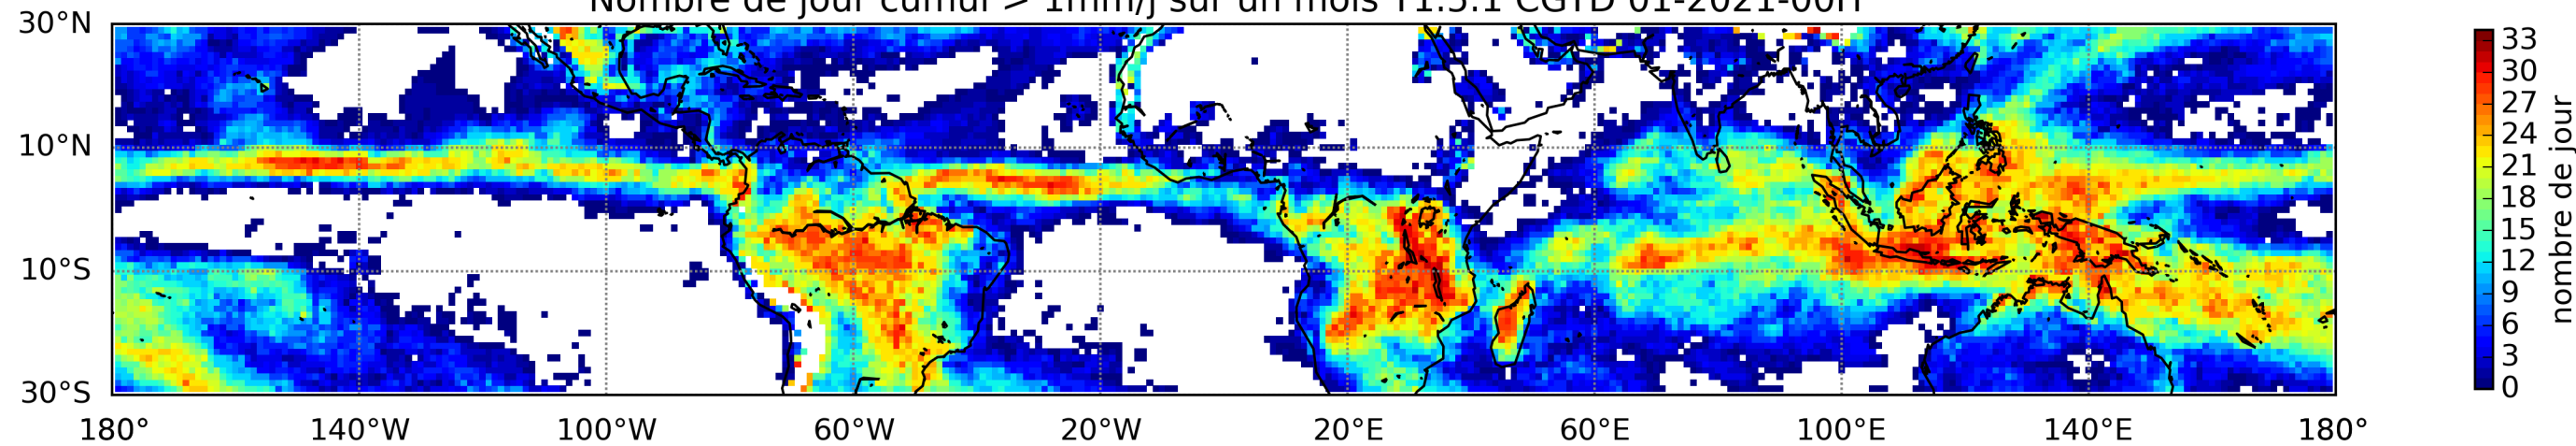 Nombre de jour cumul > 1mm/j sur un mois T1.5.1 CGTD 01-2021-00H
30°N
10°N
10°S
30°S
180° 140°W 100°W 60°W 20°W 20°E 60°E 100°E 140°E 180°
33
30
27
24
21
18
15
12
9
6
3
0
nombre de jour